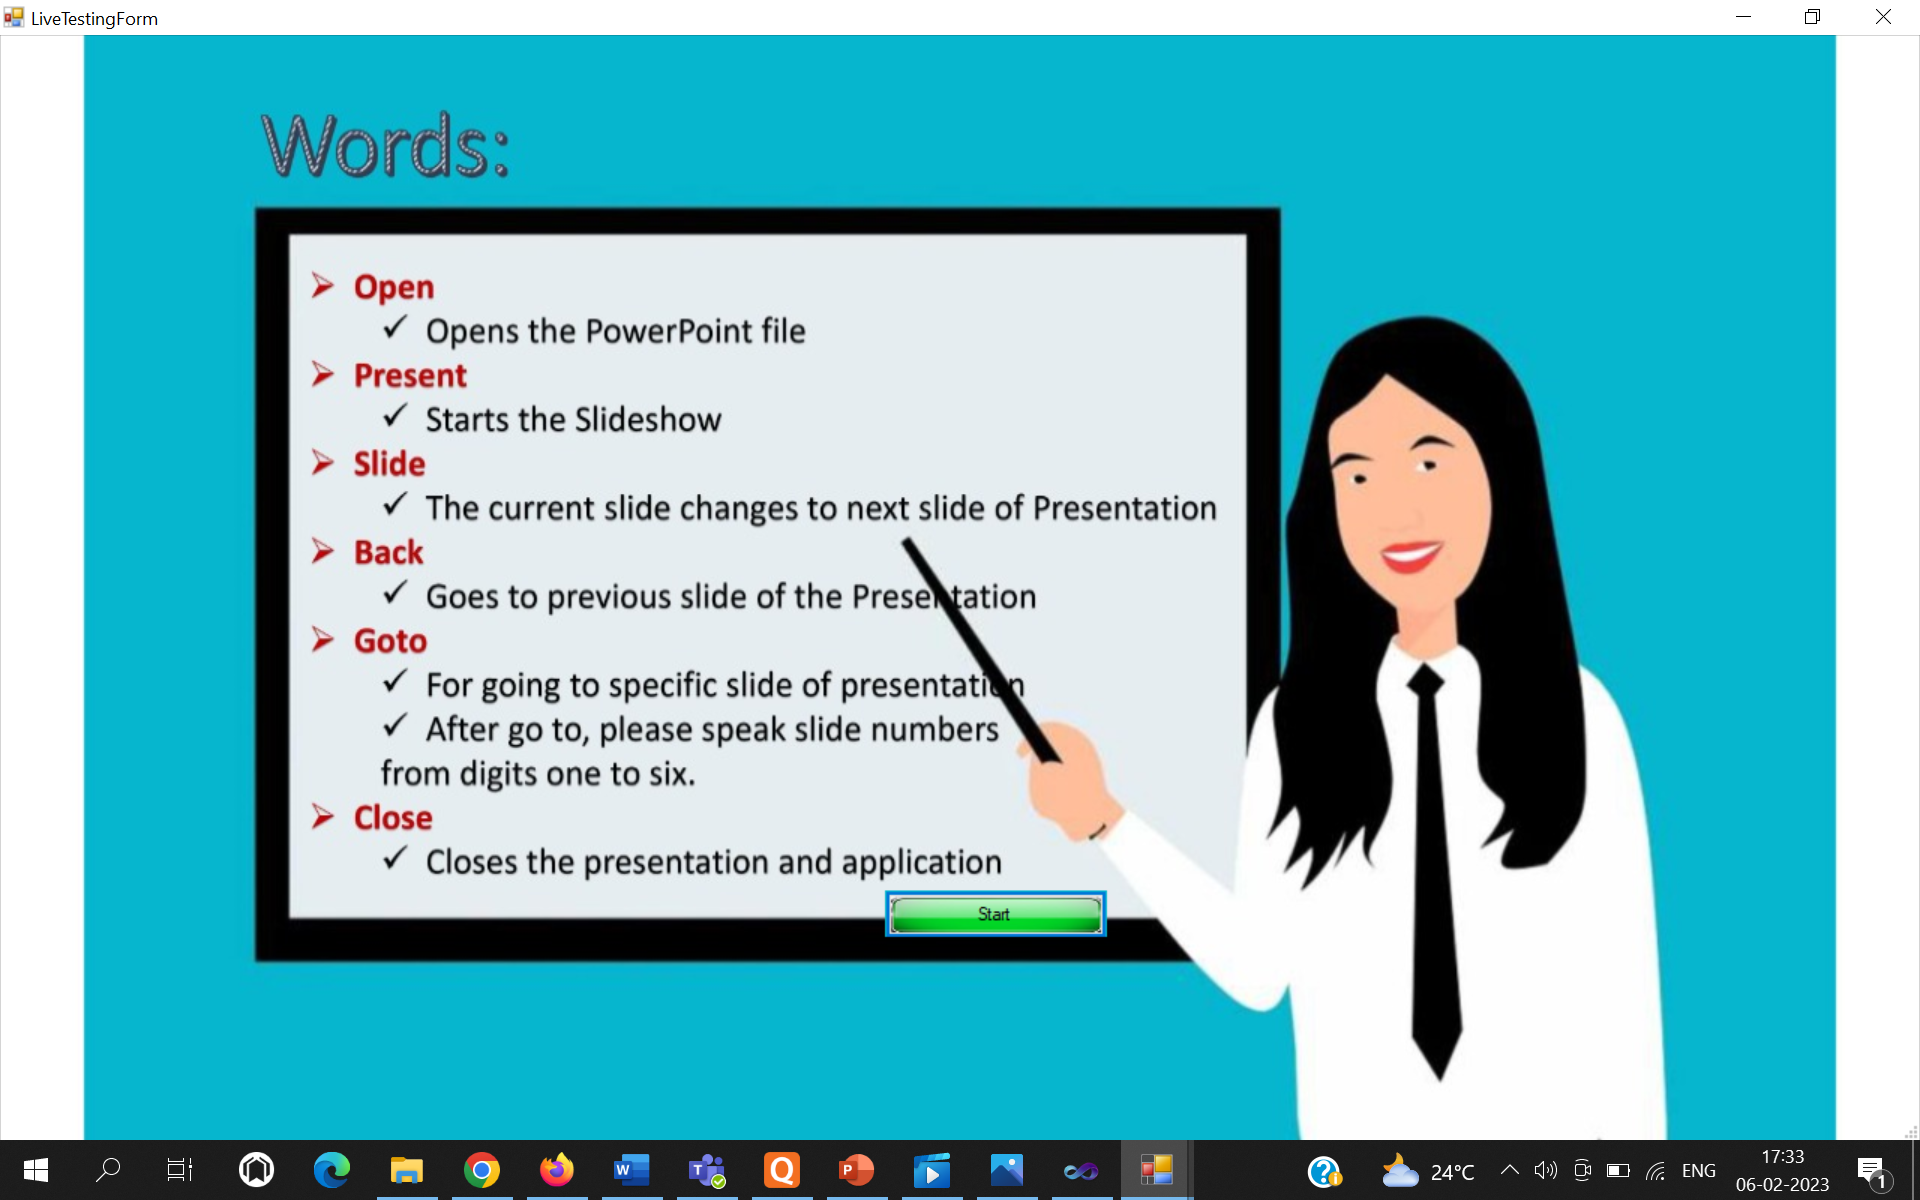 LiveTestingForm
Words:
Open
Opens the PowerPoint file
Present
Starts the Slideshow
Slide
The current slide changes to next slide of Presentation
Back
Goes to previous slide of the Presentation
Goto
For going to specific slide of presentation
After go to, please speak slide numbers
from digits one to six.
Close
Closes the presentation and application
Start
24°C
ENG
17:33
06-02-2023
1